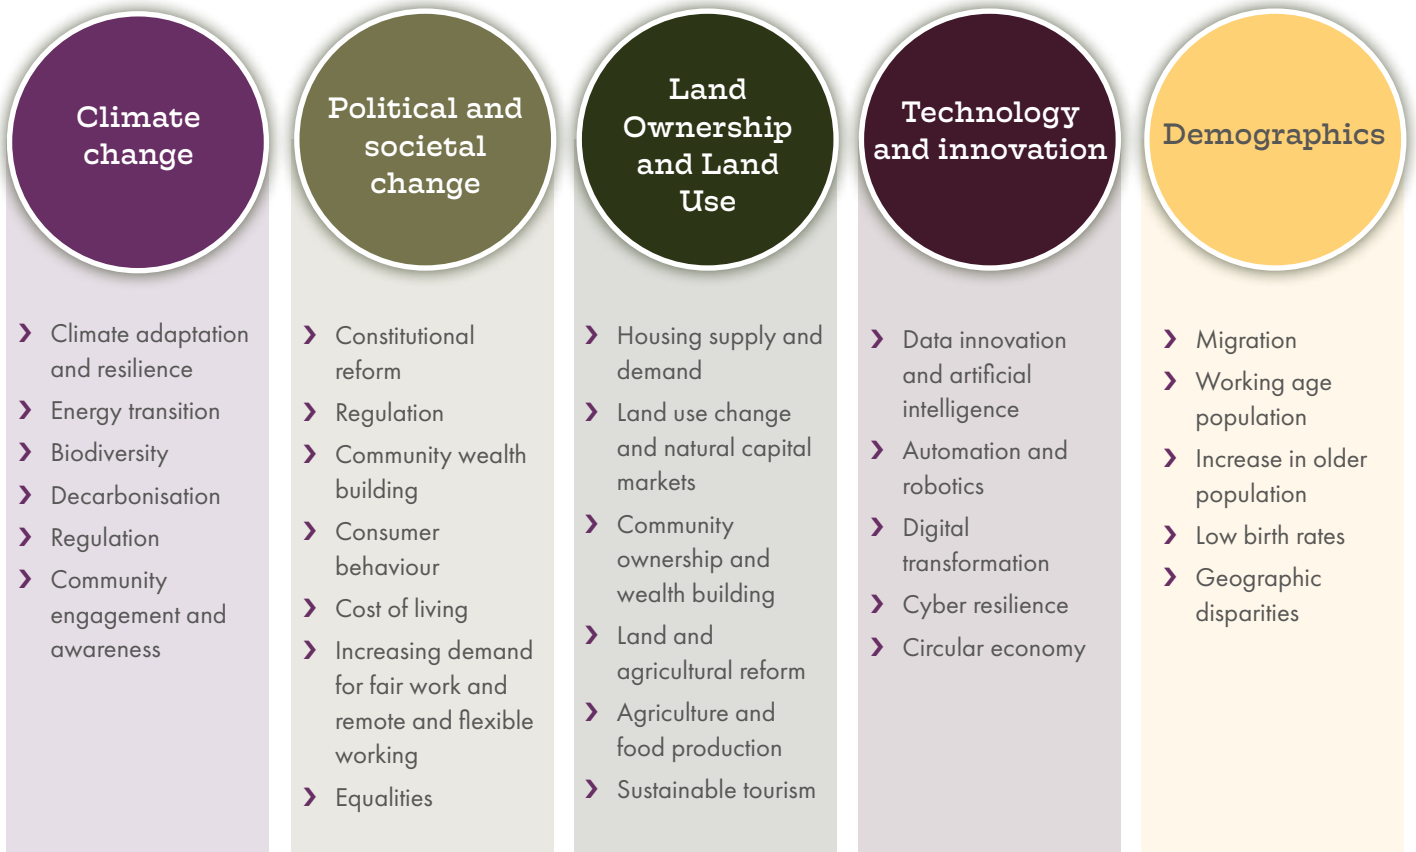 Climate
change
Climate adaptation
and resilience
Energy transition
Biodiversity
Decarbonisation
Regulation
Community
engagement and
awareness
Political and
societal
change
Constitutional
reform
Regulation
Community wealth
building
Consumer
behaviour
Cost of living
Increasing demand
for fair work and
remote and flexible
working
Equalities
Land
Ownership
and Land
Use
Housing supply and
demand
Land use change
and natural capital
markets
Community
ownership and
wealth building
Land and
agricultural reform
Agriculture and
food production
Sustainable tourism
Technology
and innovation
Data innovation
and artificial
intelligence
Automation and
robotics
Digital
transformation
Cyber resilience
Circular economy
Demographics
Migration
Working age
population
Increase in older
population
Low birth rates
Geographic
disparities